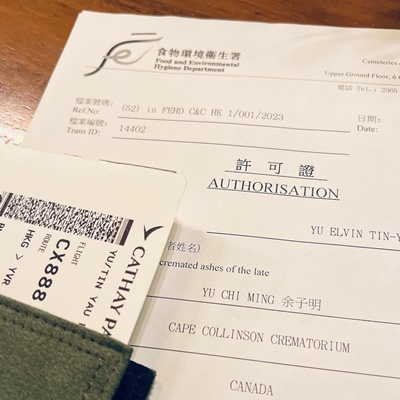 食物環境衛生署
Food and Environmental
Hygiene Department
Cemeteries
Upper Ground Floor, 6
電話 Tel.: 2365
檔案號碼:
Ref.No:
(52) in FEHD C&C HK 1/001/2023
日期:
Date:
檔案編號:
Trans ID:
14402
許可證
AUTHORISATION
YU ELVIN TIN-Y
者姓名)
cremated ashes of the late
YU CHI MING 余子明
CAPE COLLINSON CREMATORIUM
CANADA
CATHAY PA
YU/TIN YAU
FLIGHT
CX888
ROUTE
HKG > YVR